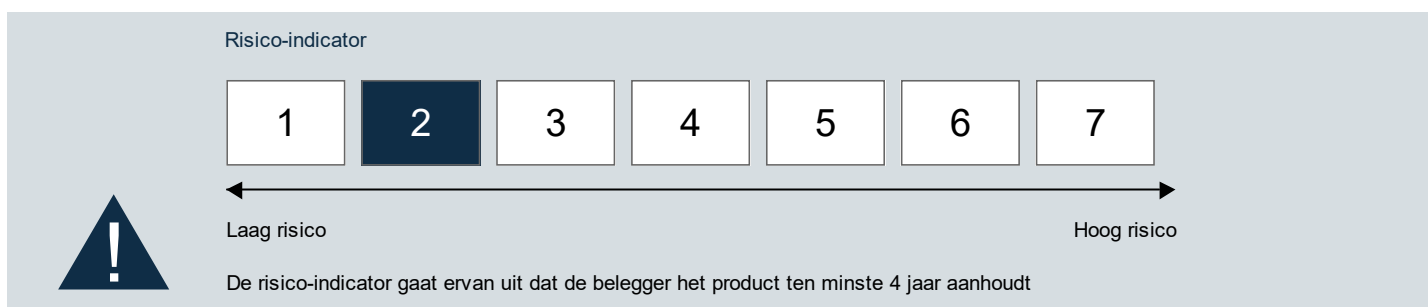 Risico-indicator
1 2 3 4 5 6 7
Laag risico Hoog risico
!
De risico-indicator gaat ervan uit dat de belegger het product ten minste 4 jaar aanhoudt